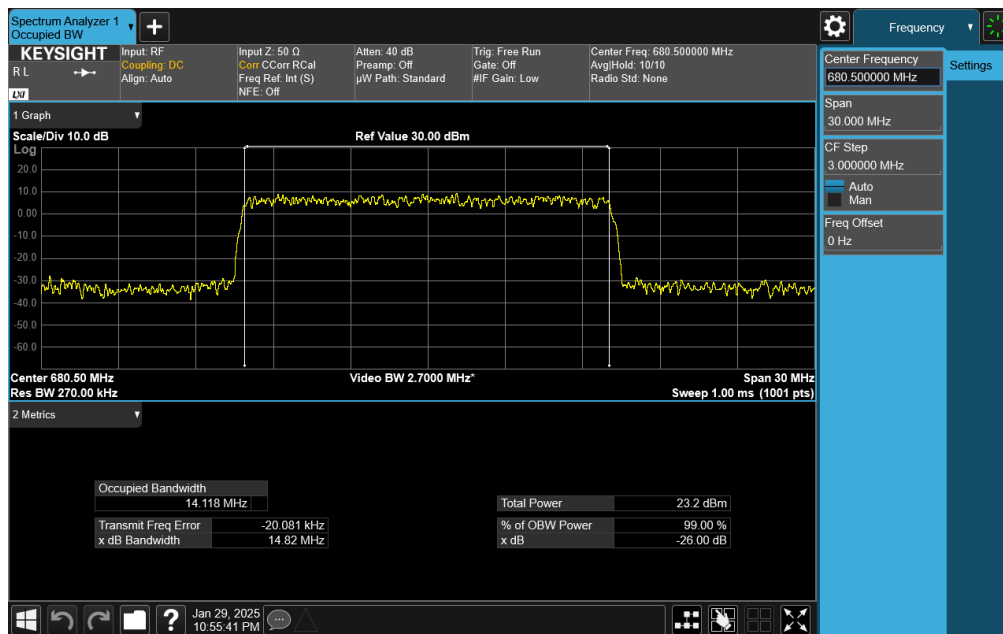 Spectrum Analyzer 1
Occupied BW
Frequency
KEYSIGHT
R L
LXI
Input: RF
Coupling: DC
Align: Auto
Input Z: 50 Ω
Corr CCorr RCal
Freq Ref: Int (S)
NFE: Off
Atten: 40 dB
Preamp: Off
µW Path: Standard
Trig: Free Run
Gate: Off
#IF Gain: Low
Center Freq: 680.500000 MHz
Avg|Hold: 10/10
Radio Std: None
Center Frequency
680.500000 MHz
Settings
Span
30.000 MHz
CF Step
3.000000 MHz
Auto
Man
Freq Offset
0 Hz
1 Graph
Scale/Div 10.0 dB
Ref Value 30.00 dBm
Log
20.0
10.0
0.00
-10.0
-20.0
-30.0
-40.0
-50.0
-60.0
Center 680.50 MHz
Video BW 2.7000 MHz*
Span 30 MHz
Res BW 270.00 kHz
Sweep 1.00 ms (1001 pts)
2 Metrics
Occupied Bandwidth
14.118 MHz
Total Power 23.2 dBm
Transmit Freq Error -20.081 kHz
% of OBW Power 99.00 %
x dB Bandwidth 14.82 MHz
x dB -26.00 dB
?
Jan 29, 2025
10:55:41 PM